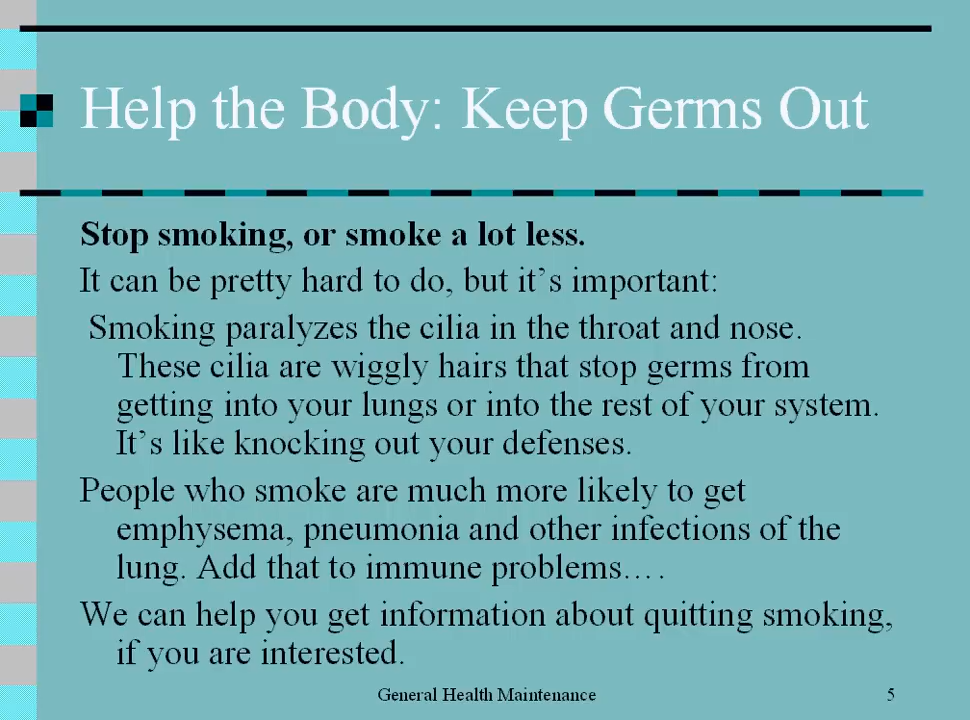 Help the Body: Keep Germs Out
Stop smoking, or smoke a lot less.
It can be pretty hard to do, but it’s important:
Smoking paralyzes the cilia in the throat and nose.
These cilia are wiggly hairs that stop germs from
getting into your lungs or into the rest of your system.
It’s like knocking out your defenses.
People who smoke are much more likely to get
emphysema, pneumonia and other infections of the
lung. Add that to immune problems….
We can help you get information about quitting smoking,
if you are interested.
General Health Maintenance
5